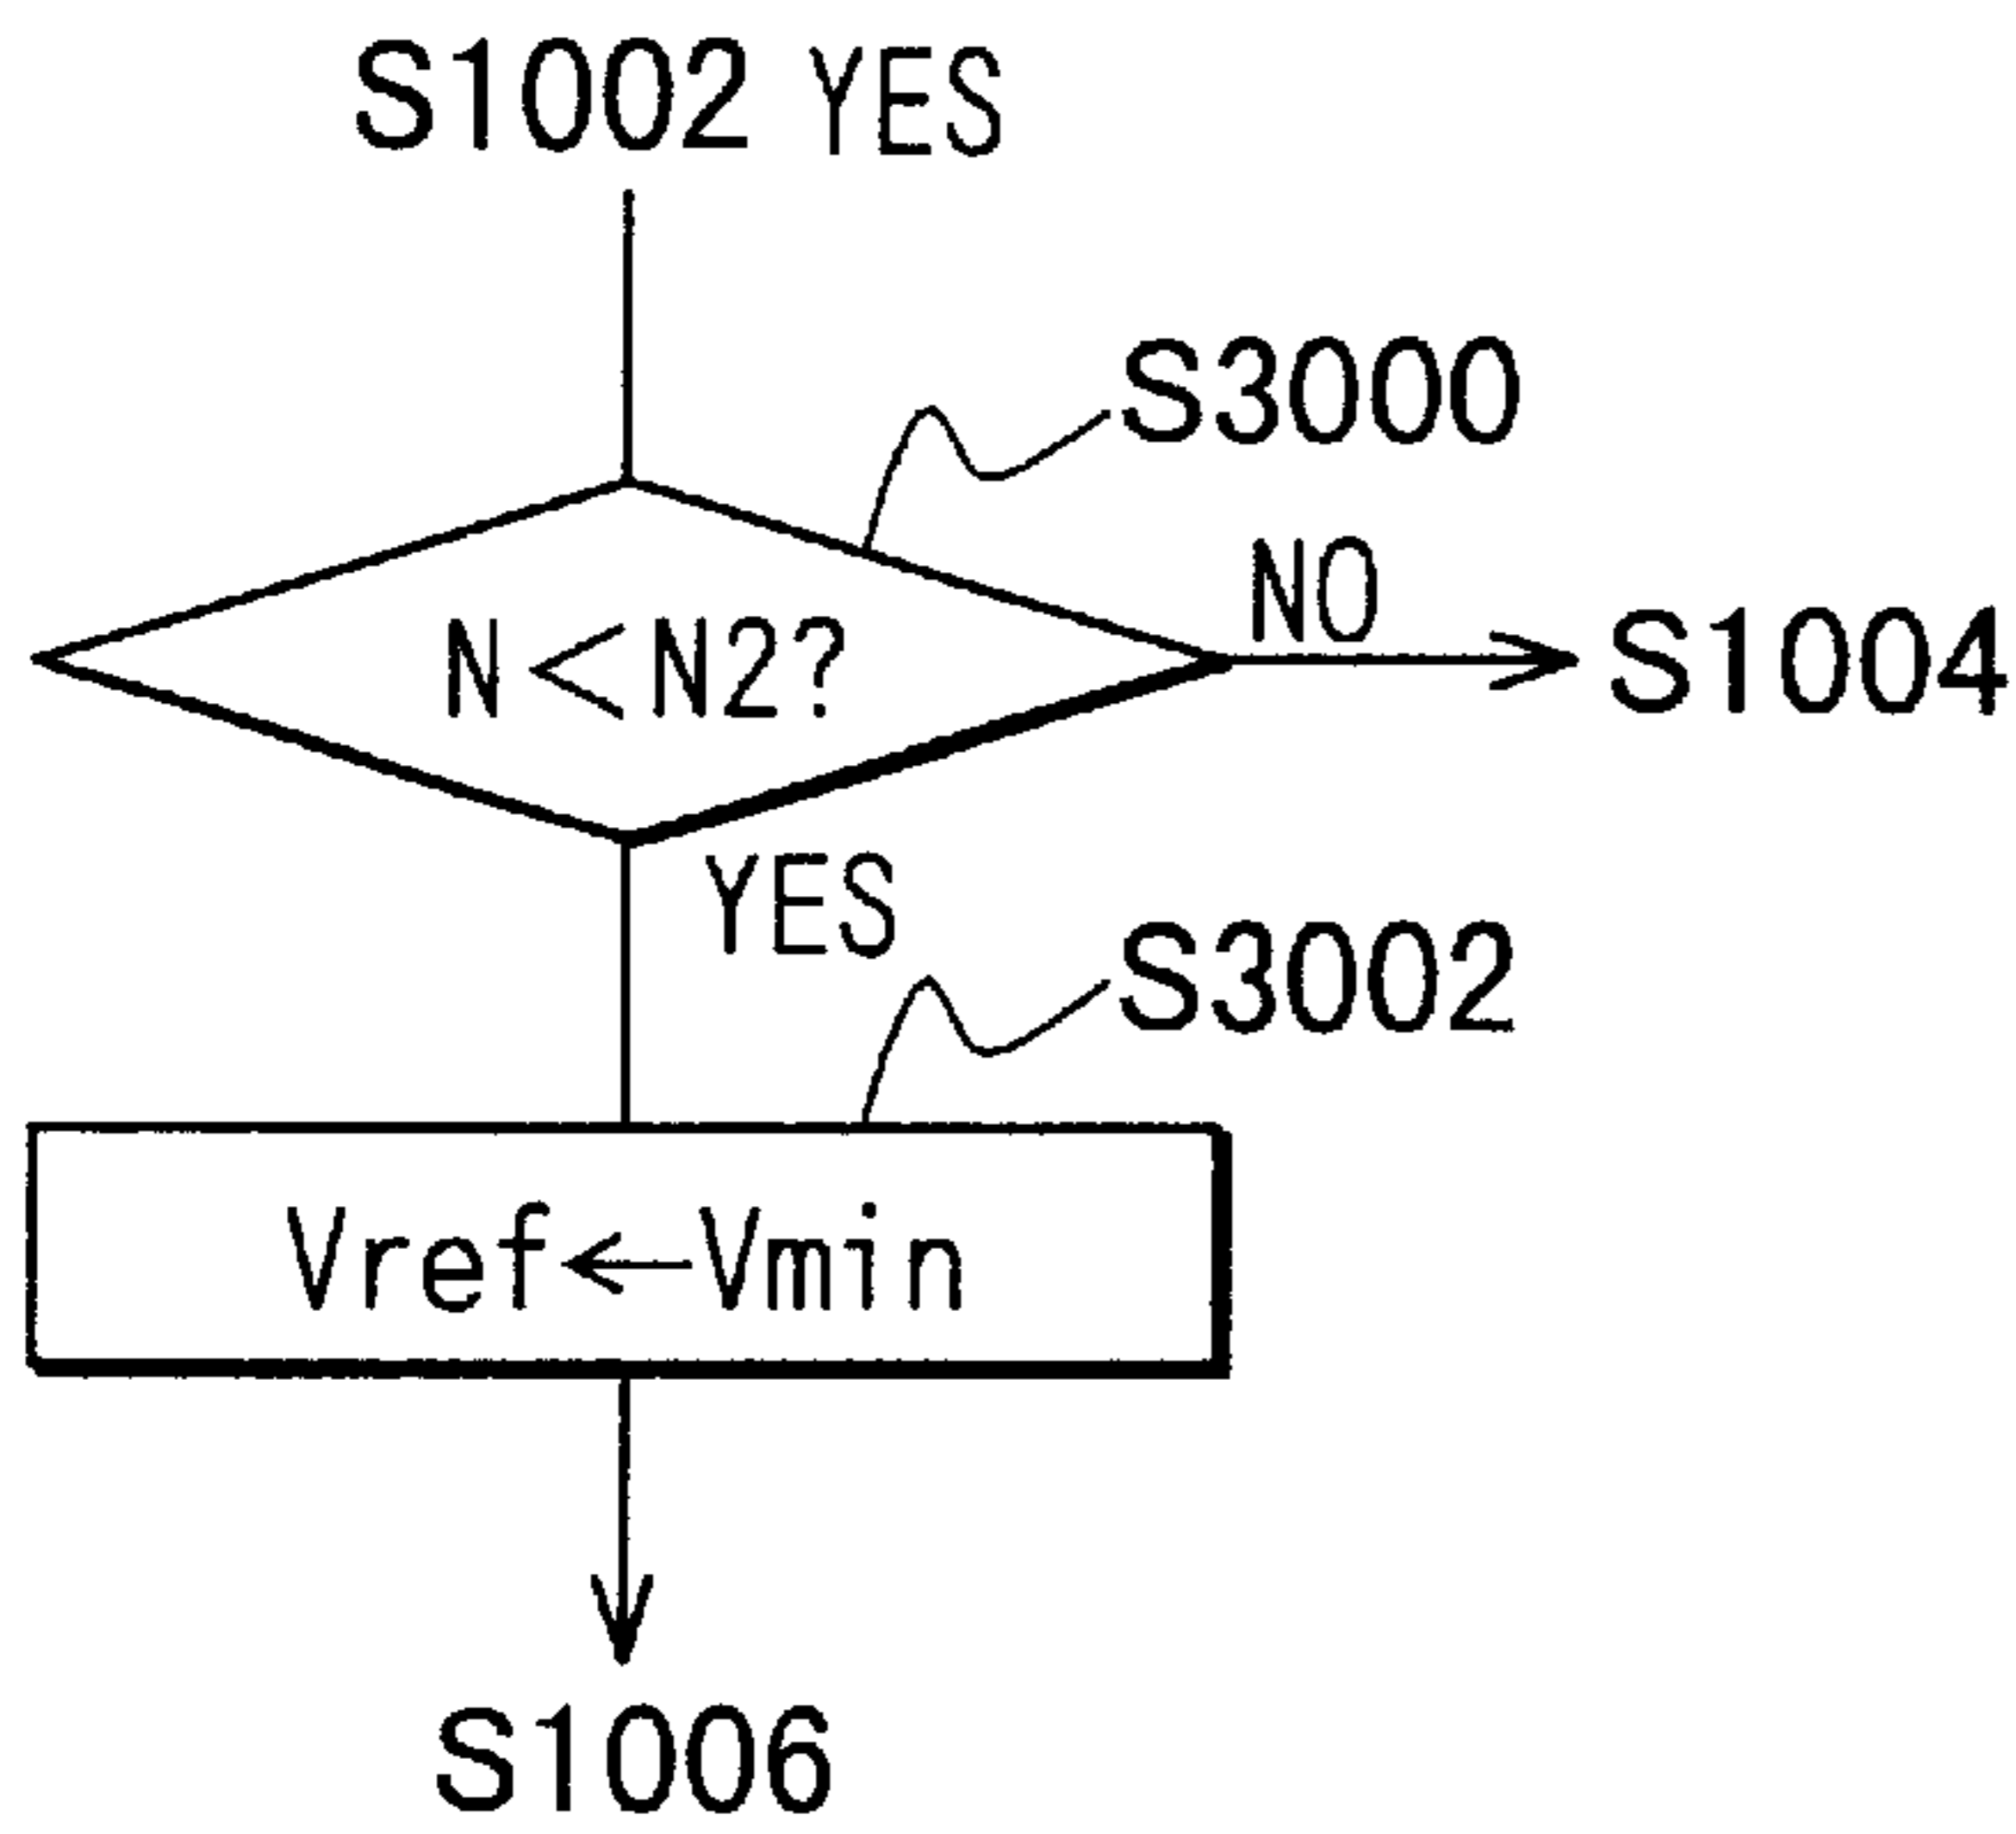 S1002 YES
S3000
NO
N<N2?
S1004
YES
S3002
Vref←Vmin
S1006